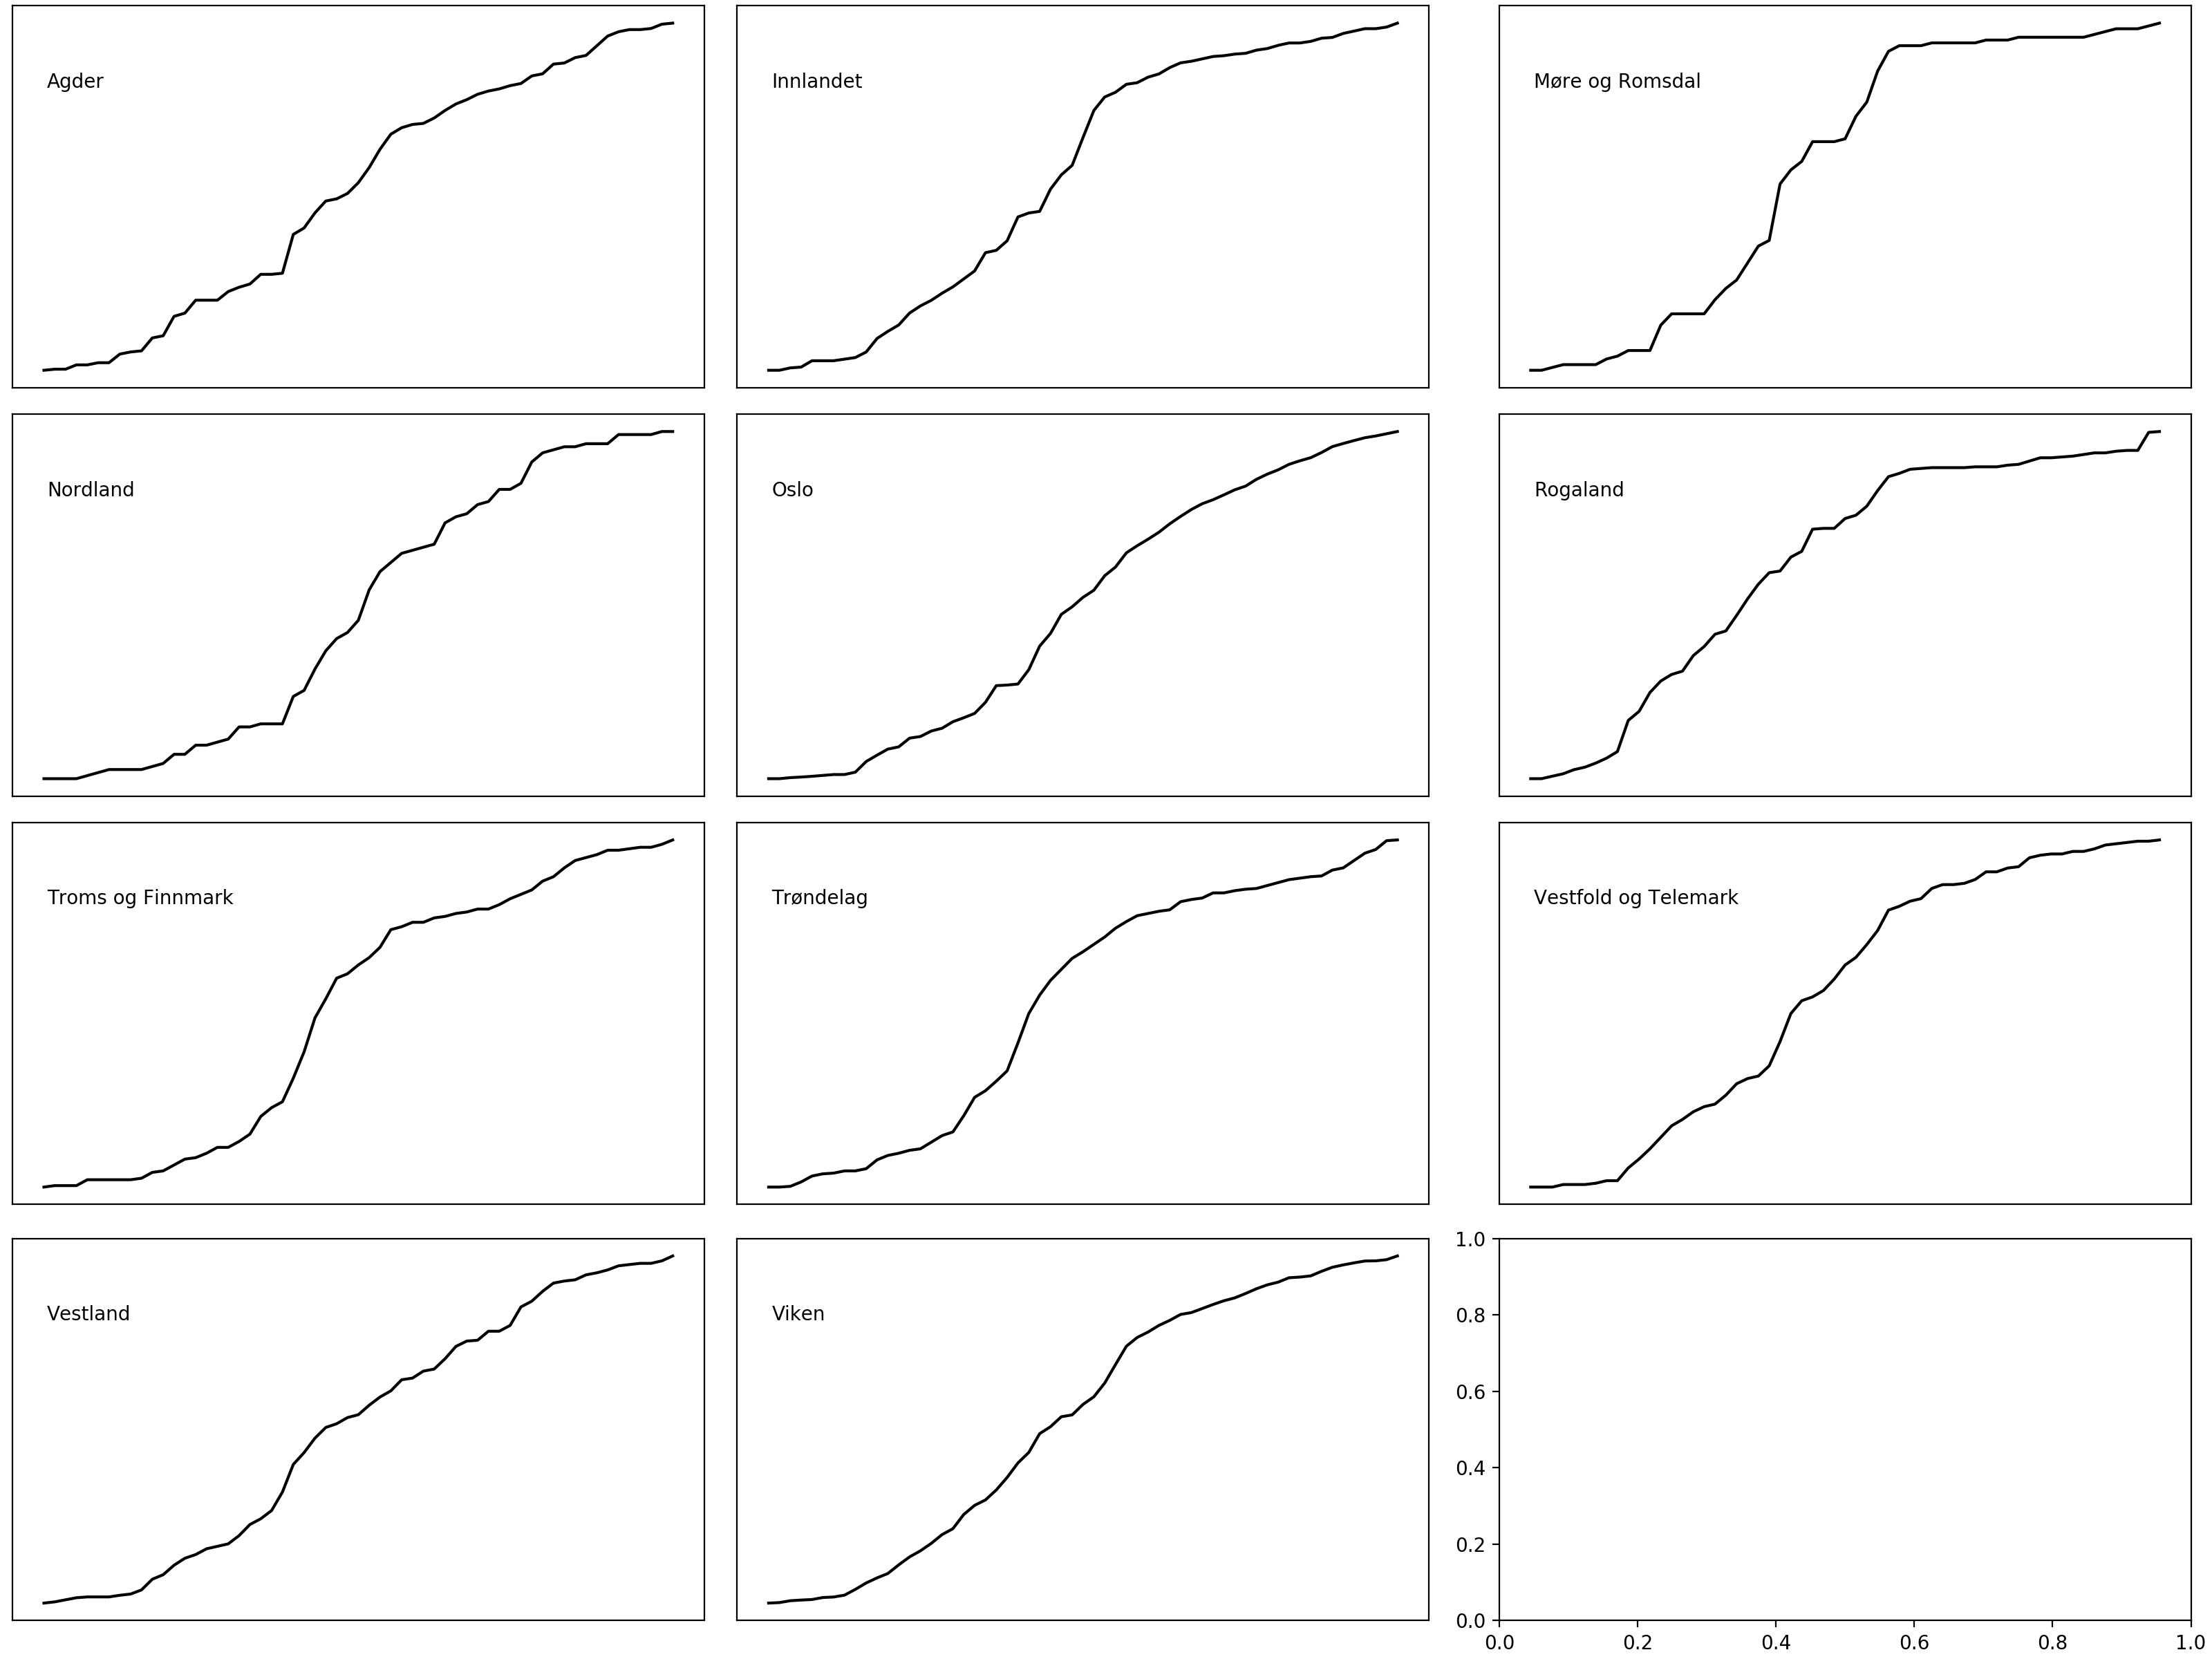 Agder
Innlandet
Møre og Romsdal
Nordland
Oslo
Rogaland
Troms og Finnmark
Trøndelag
Vestfold og Telemark
Vestland
Viken
1.0
0.8
0.6
0.4
0.2
0.0
0.0 0.2 0.4 0.6 0.8 1.0